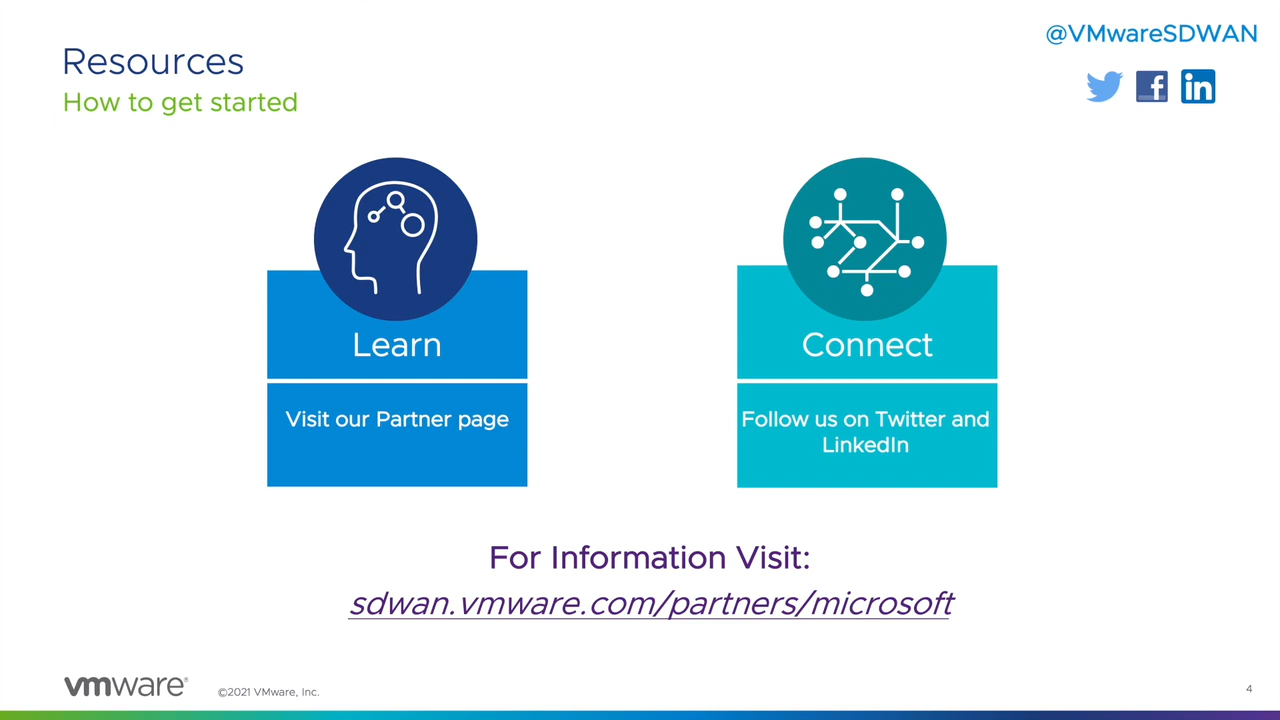 @VMwareSDWAN
Resources
How to get started
Learn
Visit our Partner page
Connect
Follow us on Twitter and
LinkedIn
For Information Visit:
sdwan.vmware.com/partners/microsoft
vmware®
©2021 VMware, Inc.
4